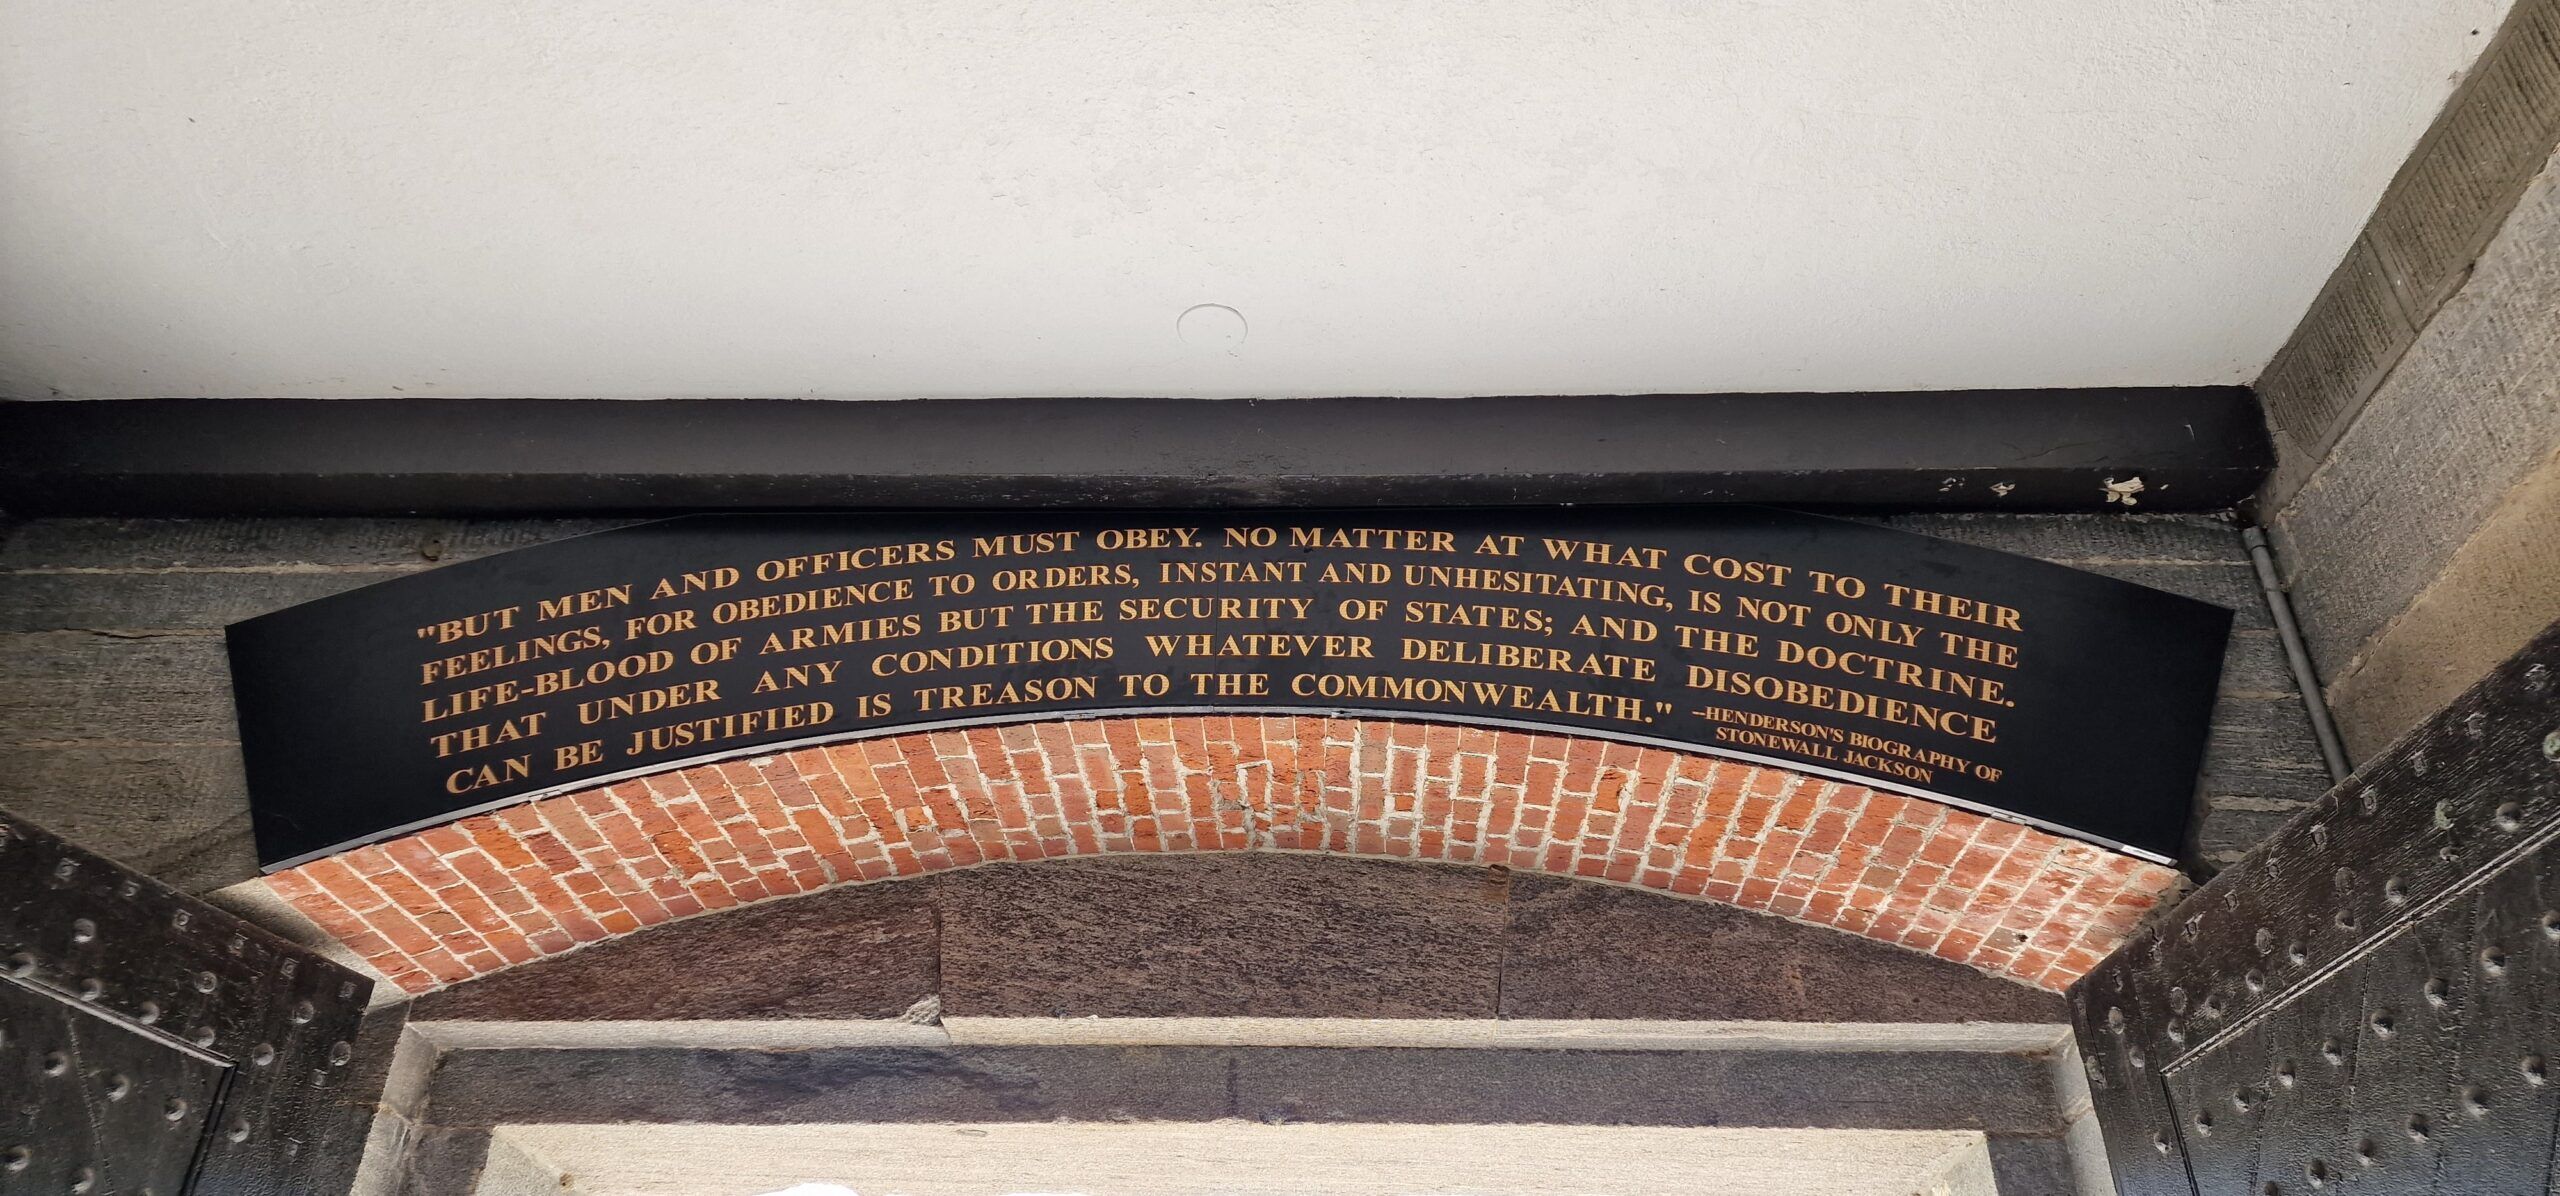 "BUT MEN AND OFFICERS MUST OBEY. NO MATTER AT WHAT COST TO THEIR
FEELINGS, FOR OBEDIENCE TO ORDERS, INSTANT AND UNHESITATING, IS NOT ONLY THE
LIFE-BLOOD OF ARMIES BUT THE SECURITY OF STATES; AND THE DOCTRINE.
THAT UNDER ANY CONDITIONS WHATEVER DELIBERATE DISOBEDIENCE
CAN BE JUSTIFIED IS TREASON TO THE COMMONWEALTH."
–HENDERSON'S BIOGRAPHY OF
STONEWALL JACKSON